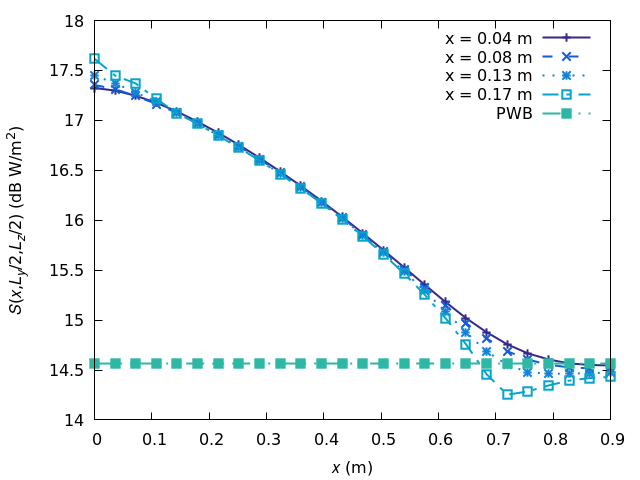 18
17.5
17
16.5
16
15.5
15
14.5
14
S(x,Ly/2,Lz/2) (dB W/m²)
x = 0.04 m
x = 0.08 m
x = 0.13 m
x = 0.17 m
PWB
0 0.1 0.2 0.3 0.4 0.5 0.6 0.7 0.8 0.9
x (m)